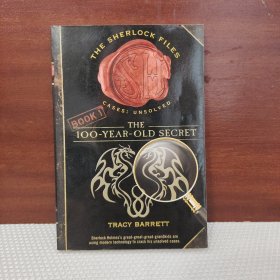 THE SHERLOCK FILES
CASES: UNSOLVED
BOOK 1
THE
100-YEAR-OLD SECRET
TRACY BARRETT
Sherlock Holmes's great-great-great-grandkids are
using modern technology to crack his unsolved cases.